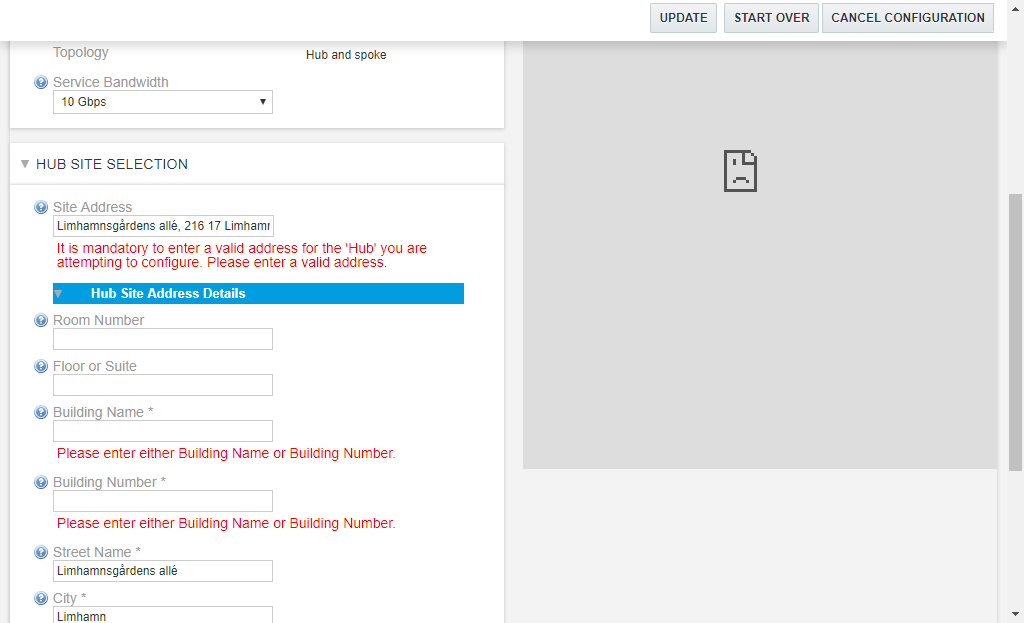 UPDATE START OVER CANCEL CONFIGURATION
Topology Hub and spoke
Service Bandwidth
10 Gbps
HUB SITE SELECTION
Site Address
Limhamnsgårdens allé, 216 17 Limhamn
It is mandatory to enter a valid address for the 'Hub' you are
attempting to configure. Please enter a valid address.
Hub Site Address Details
Room Number
Floor or Suite
Building Name *
Please enter either Building Name or Building Number.
Building Number *
Please enter either Building Name or Building Number.
Street Name *
Limhamnsgårdens allé
City *
Limhamn